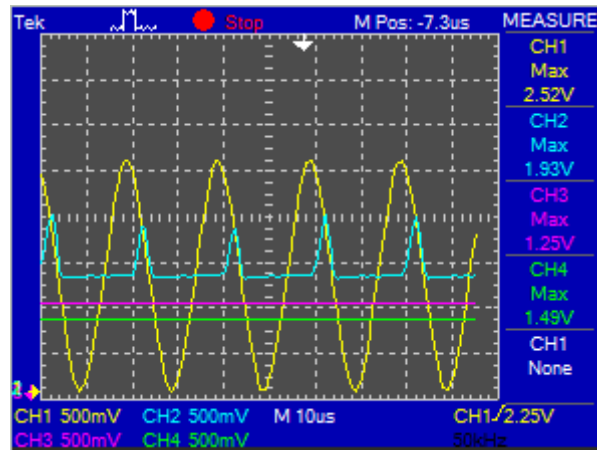 Tek Stop M Pos: -7.3us MEASURE
CH1
Max
2.52V
CH2
Max
1.93V
CH3
Max
1.25V
CH4
Max
1.49V
CH1
None
CH1 500mV CH2 500mV M 10us CH1/2.25V
CH3 500mV CH4 500mV 50kHz